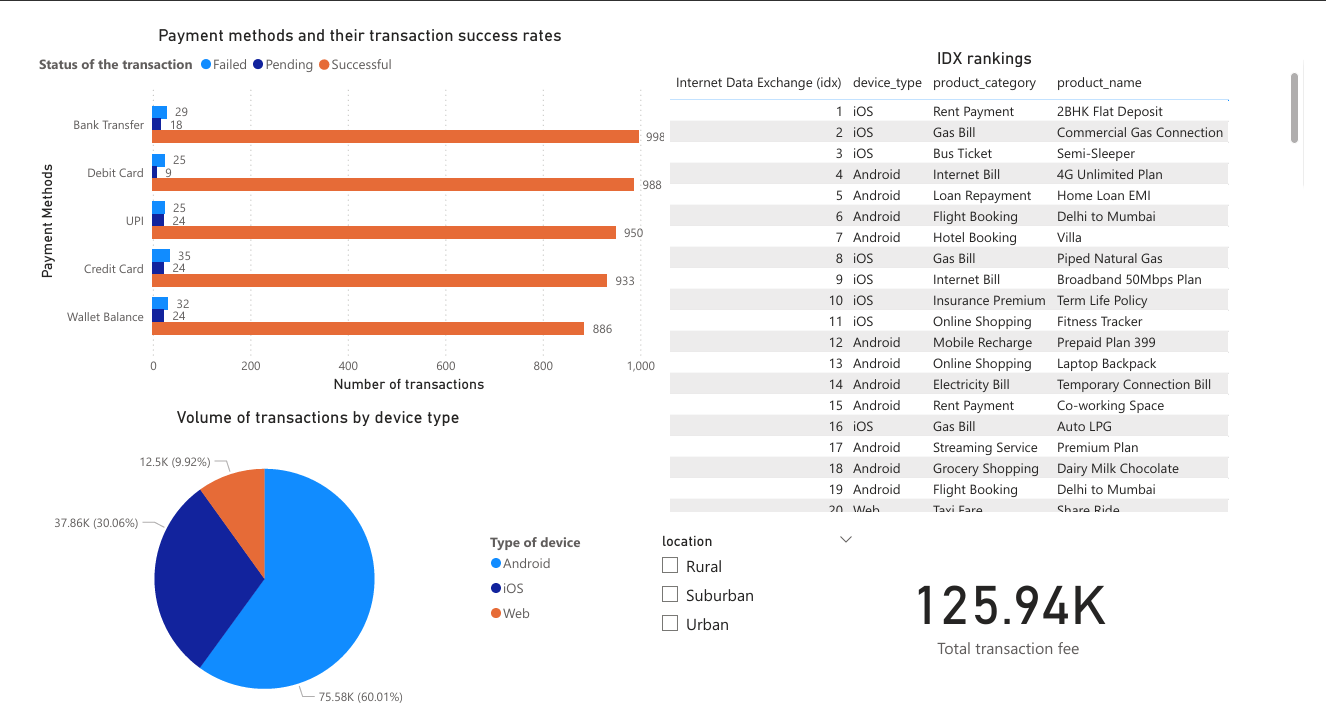 Payment methods and their transaction success rates
Status of the transaction Failed Pending Successful
Payment Methods
Bank Transfer 29 18 998
Debit Card 25 9 988
UPI 25 24 950
Credit Card 35 24 933
Wallet Balance 32 24 886
0 200 400 600 800 1,000
Number of transactions
Volume of transactions by device type
12.5K (9.92%)
37.86K (30.06%)
75.58K (60.01%)
Type of device
Android
iOS
Web
IDX rankings
Internet Data Exchange (idx) device_type product_category product_name
1 iOS Rent Payment 2BHK Flat Deposit
2 iOS Gas Bill Commercial Gas Connection
3 iOS Bus Ticket Semi-Sleeper
4 Android Internet Bill 4G Unlimited Plan
5 Android Loan Repayment Home Loan EMI
6 Android Flight Booking Delhi to Mumbai
7 Android Hotel Booking Villa
8 iOS Gas Bill Piped Natural Gas
9 iOS Internet Bill Broadband 50Mbps Plan
10 iOS Insurance Premium Term Life Policy
11 iOS Online Shopping Fitness Tracker
12 Android Mobile Recharge Prepaid Plan 399
13 Android Online Shopping Laptop Backpack
14 Android Electricity Bill Temporary Connection Bill
15 Android Rent Payment Co-working Space
16 iOS Gas Bill Auto LPG
17 Android Streaming Service Premium Plan
18 Android Grocery Shopping Dairy Milk Chocolate
19 Android Flight Booking Delhi to Mumbai
20 Web Taxi Fare Share Ride
location
Rural
Suburban
Urban
125.94K
Total transaction fee